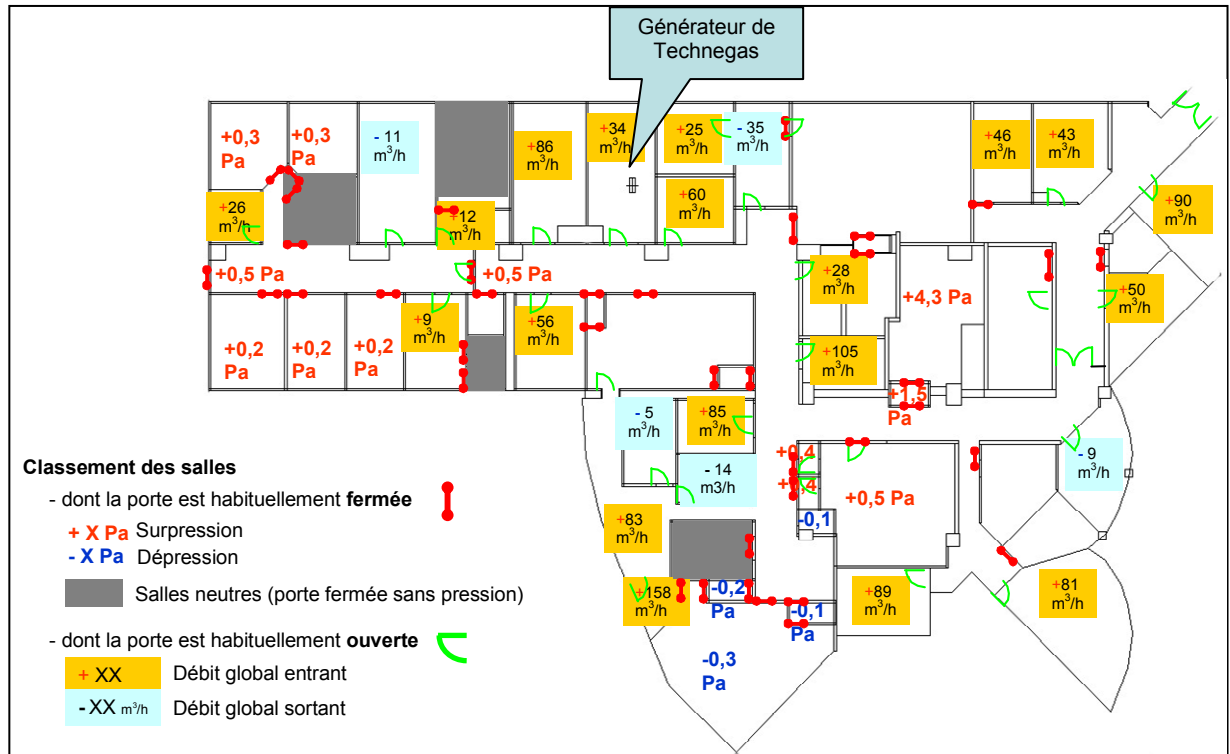 Générateur de
Technegas
+0,3
Pa
+0,3
Pa
- 11
m³/h
+86
m³/h
+34
m³/h
+25
m³/h
- 35
m³/h
+46
m³/h
+43
m³/h
+26
m³/h
+12
m³/h
+60
m³/h
+90
m³/h
+0,5 Pa
+0,5 Pa
+28
m³/h
+4,3 Pa
+50
m³/h
+0,2
Pa
+0,2
Pa
+0,2
Pa
+9
m³/h
+56
m³/h
+105
m³/h
+1,5
Pa
- 5
m³/h
+85
m³/h
- 14
m3/h
+0,4
+0,4
+0,5 Pa
- 9
m³/h
-0,1
+83
m³/h
+158
m³/h
-0,2
Pa
-0,1
Pa
+89
m³/h
+81
m³/h
-0,3
Pa
Classement des salles
- dont la porte est habituellement fermée
+ X Pa Surpression
- X Pa Dépression
Salles neutres (porte fermée sans pression)
- dont la porte est habituellement ouverte
+ XX Débit global entrant
- XX m³/h Débit global sortant